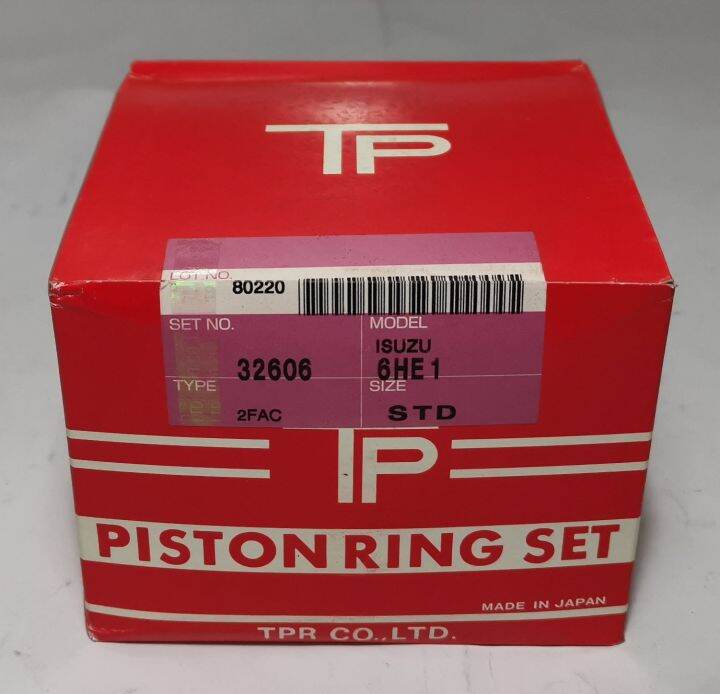 TP
LOT NO.
80220
SET NO.
32606
MODEL
ISUZU
6HE1
TYPE
2FAC
SIZE
STD
TP
PISTON RING SET
MADE IN JAPAN
TPR CO.,LTD.